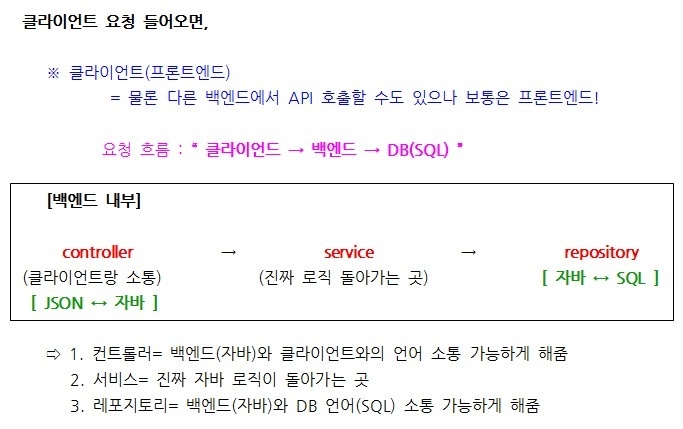 클라이언트 요청 들어오면,
※ 클라이언트(프론트엔드)
= 물론 다른 백엔드에서 API 호출할 수도 있으나 보통은 프론트엔드!
요청 흐름 : “ 클라이언드 → 백엔드 → DB(SQL) ”
[백엔드 내부]
controller → service → repository
(클라이언트랑 소통) (진짜 로직 돌아가는 곳) [ 자바 ↔ SQL ]
[ JSON ↔ 자바 ]
⇨ 1. 컨트롤러= 백엔드(자바)와 클라이언트와의 언어 소통 가능하게 해줌
2. 서비스= 진짜 자바 로직이 돌아가는 곳
3. 레포지토리= 백엔드(자바)와 DB 언어(SQL) 소통 가능하게 해줌